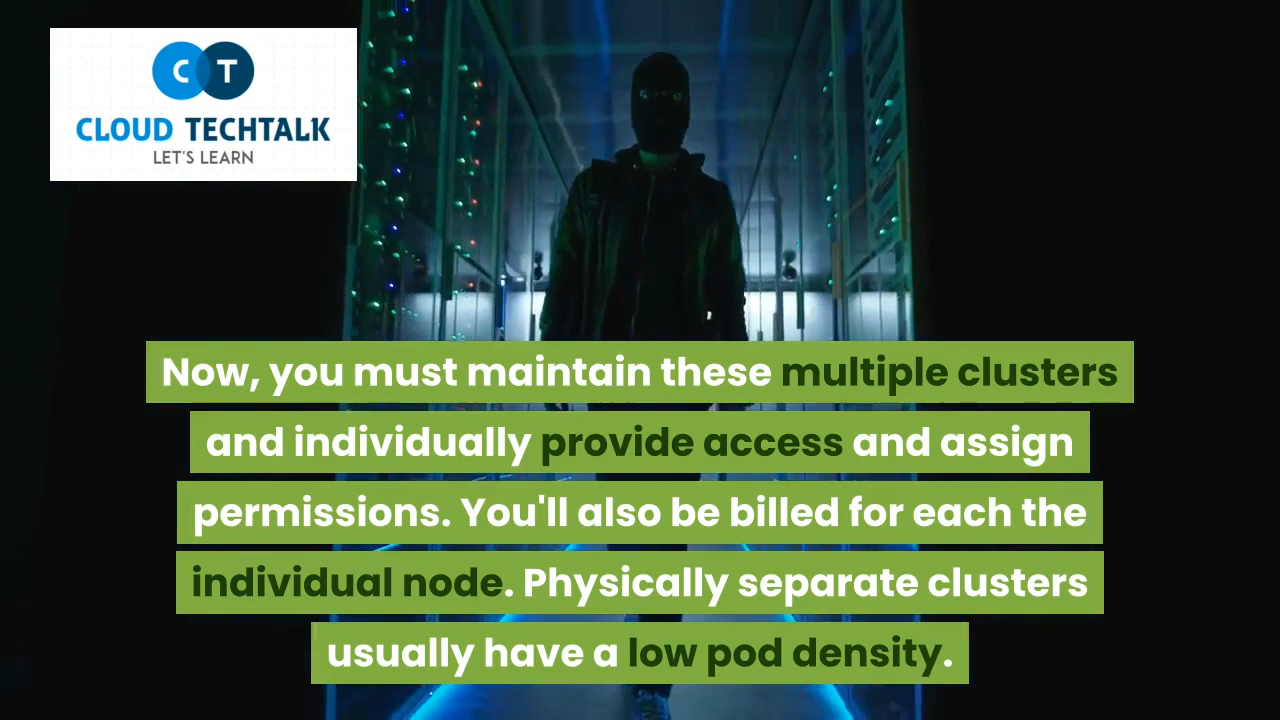 C T
CLOUD TECHTALK
LET'S LEARN
Now, you must maintain these multiple clusters
and individually provide access and assign
permissions. You'll also be billed for each the
individual node. Physically separate clusters
usually have a low pod density.